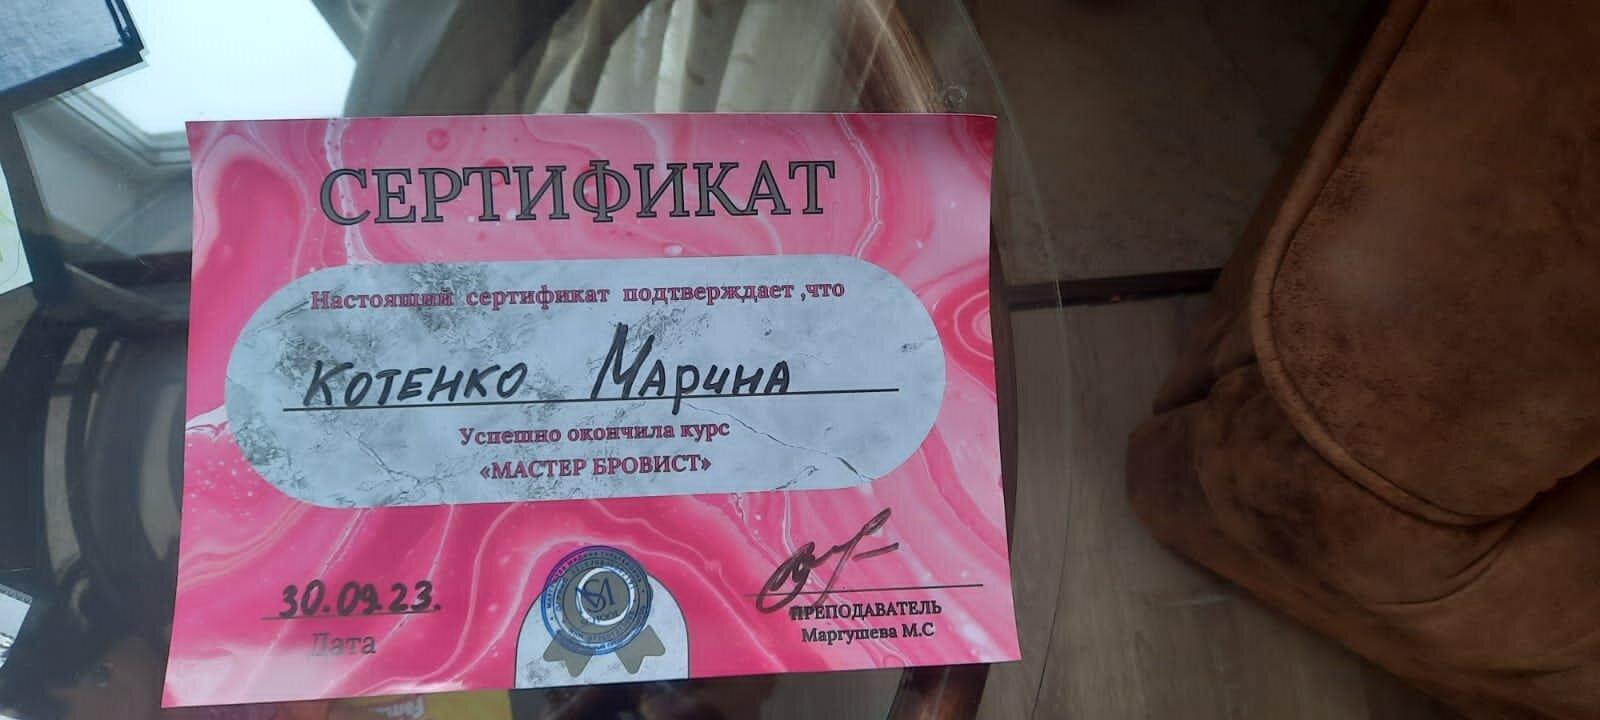 СЕРТИФИКАТ
Настоящий сертификат подтверждает ,что
Котенко Марина
Успешно окончила курс
«МАСТЕР БРОВИСТ»
30.09.23.
Дата
ПРЕПОДАВАТЕЛЬ
Маргушева М.С